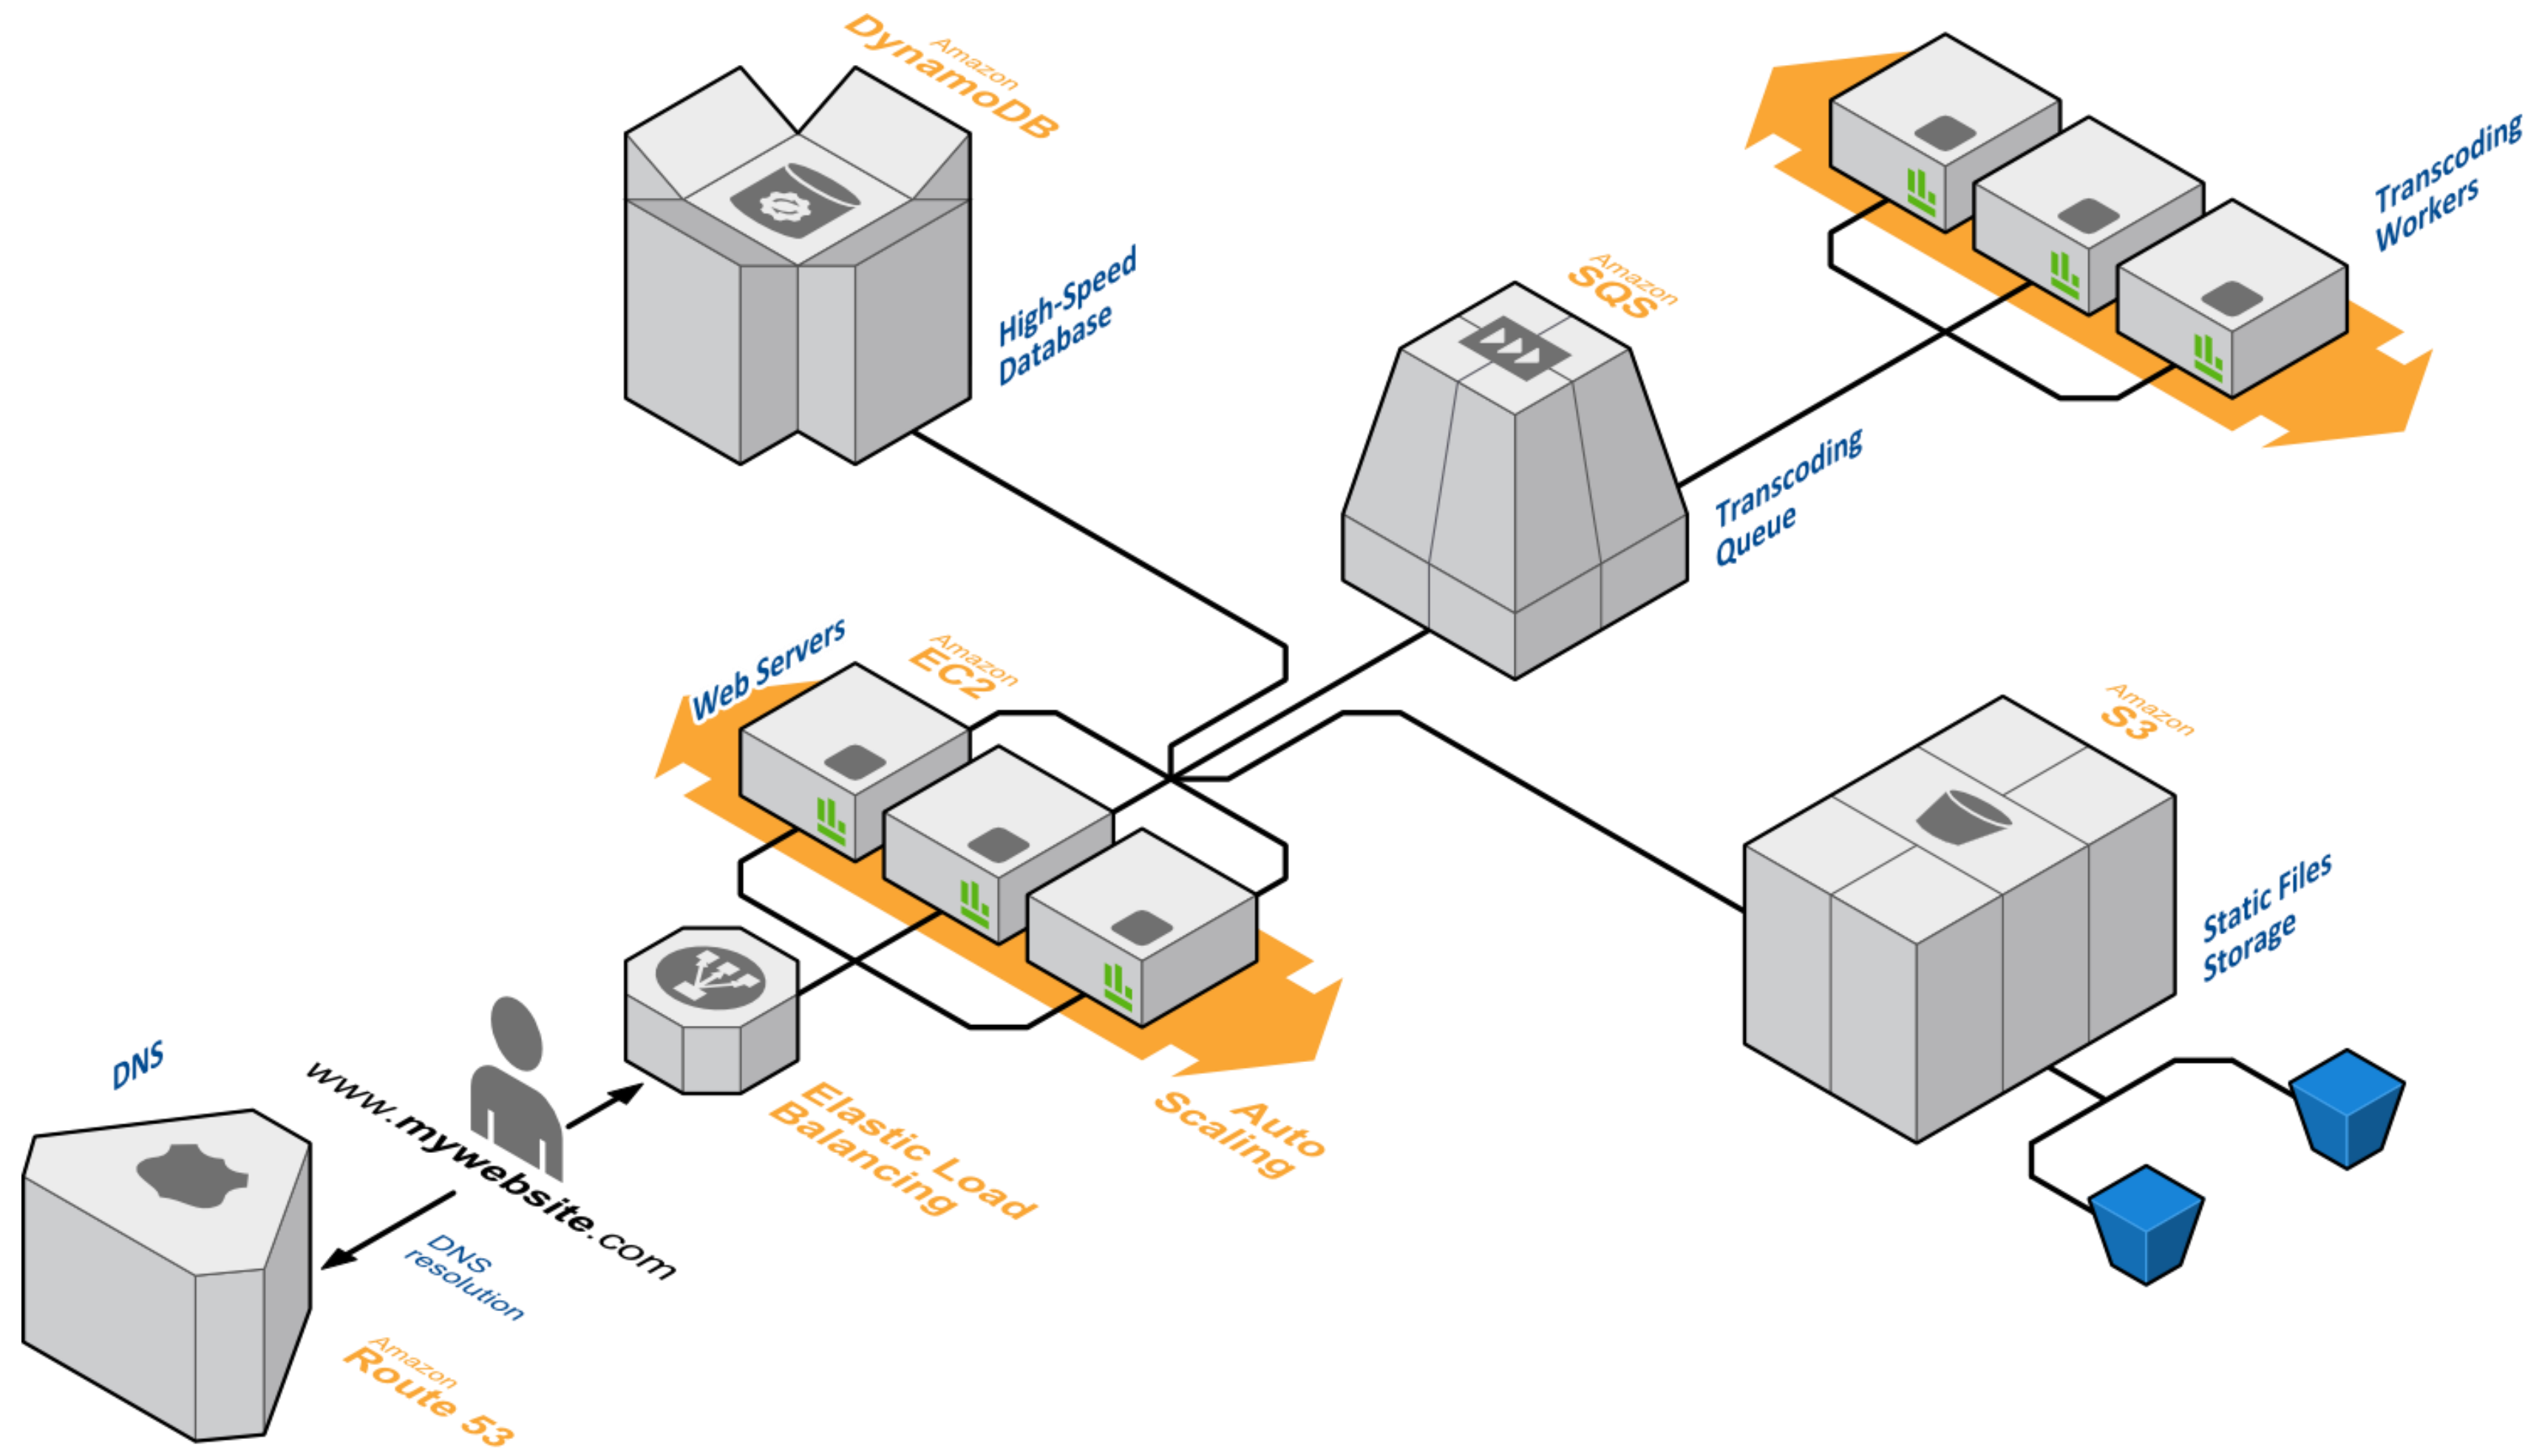 Amazon
DynamoDB
High-Speed
Database
Amazon
SQS
Transcoding
Queue
Transcoding
Workers
Web Servers
Amazon
EC2
Amazon
S3
Static Files
Storage
DNS
www.mywebsite.com
Elastic Load
Balancing
Auto
Scaling
DNS
resolution
Amazon
Route 53